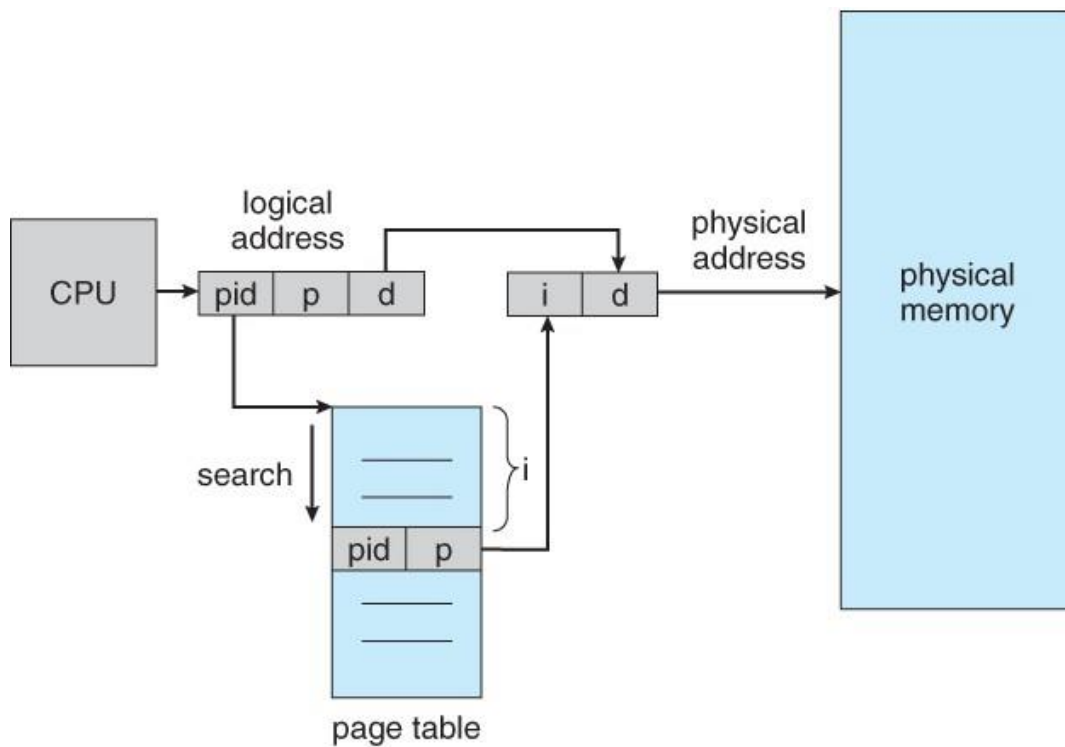 logical
address
CPU
pid p d
i d
physical
address
physical
memory
search
i
pid p
page table